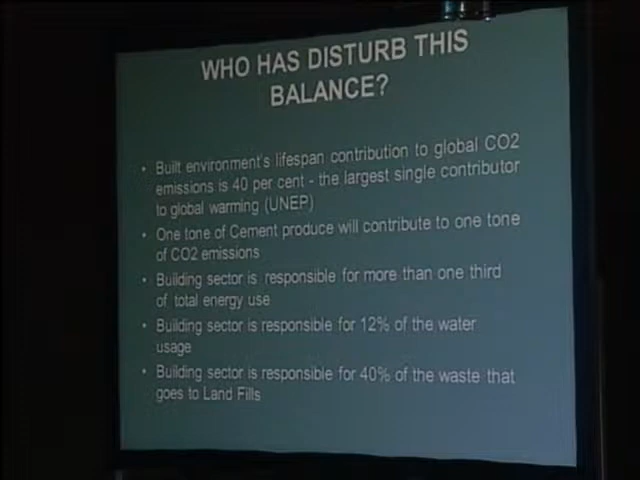 WHO HAS DISTURB THIS
BALANCE?
• Built environment's lifespan contribution to global CO2
emissions is 40 per cent - the largest single contributor
to global warming (UNEP)
• One tone of Cement produce will contribute to one tone
of CO2 emissions
• Building sector is responsible for more than one third
of total energy use
• Building sector is responsible for 12% of the water
usage
• Building sector is responsible for 40% of the waste that
goes to Land Fills